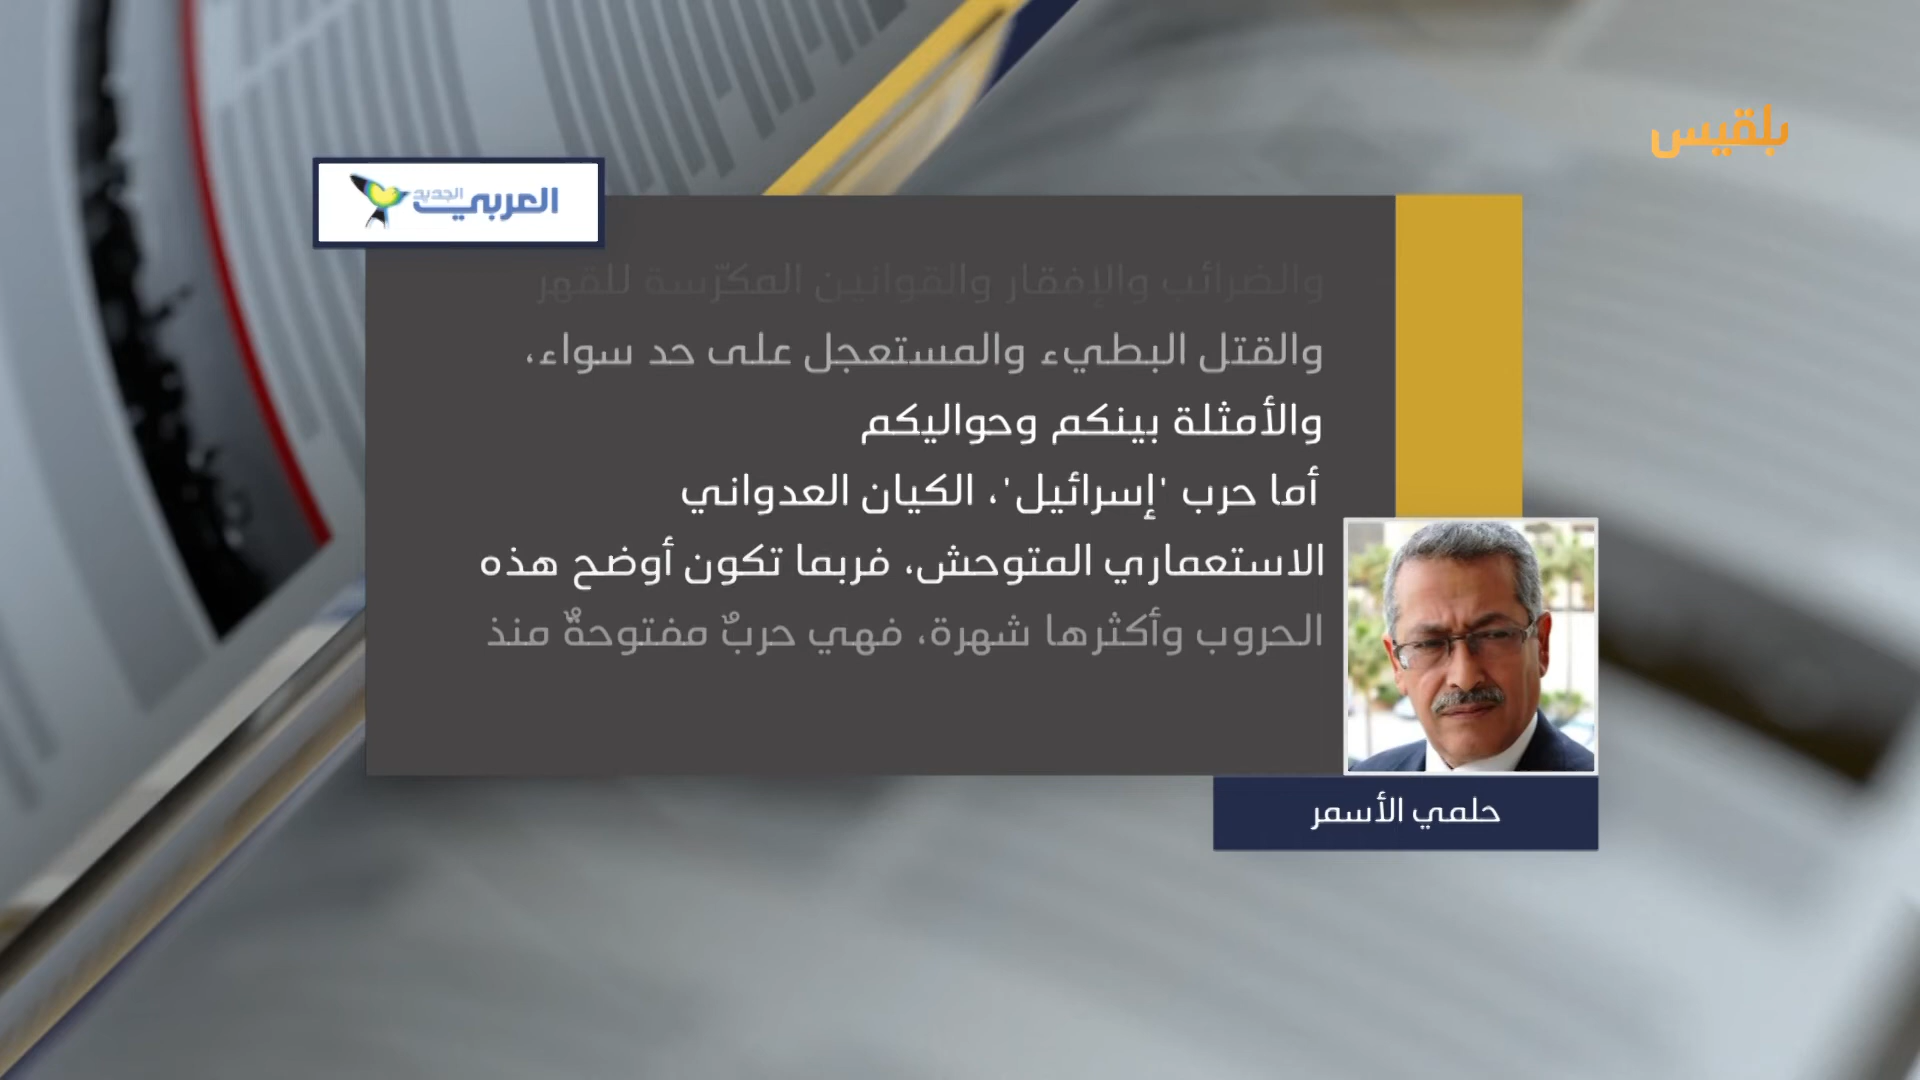 بلقيس
العربي الجديد
والضرائب والإفقار والقوانين المكرّسة للقهر
والقتل البطيء والمستعجل على حد سواء،
والأمثلة بينكم وحواليكم
أما حرب "إسرائيل"، الكيان العدواني
الاستعماري المتوحش، فربما تكون أوضح هذه
الحروب وأكثرها شهرة، فهي حربٌ مفتوحةٌ منذ
حلمي الأسمر